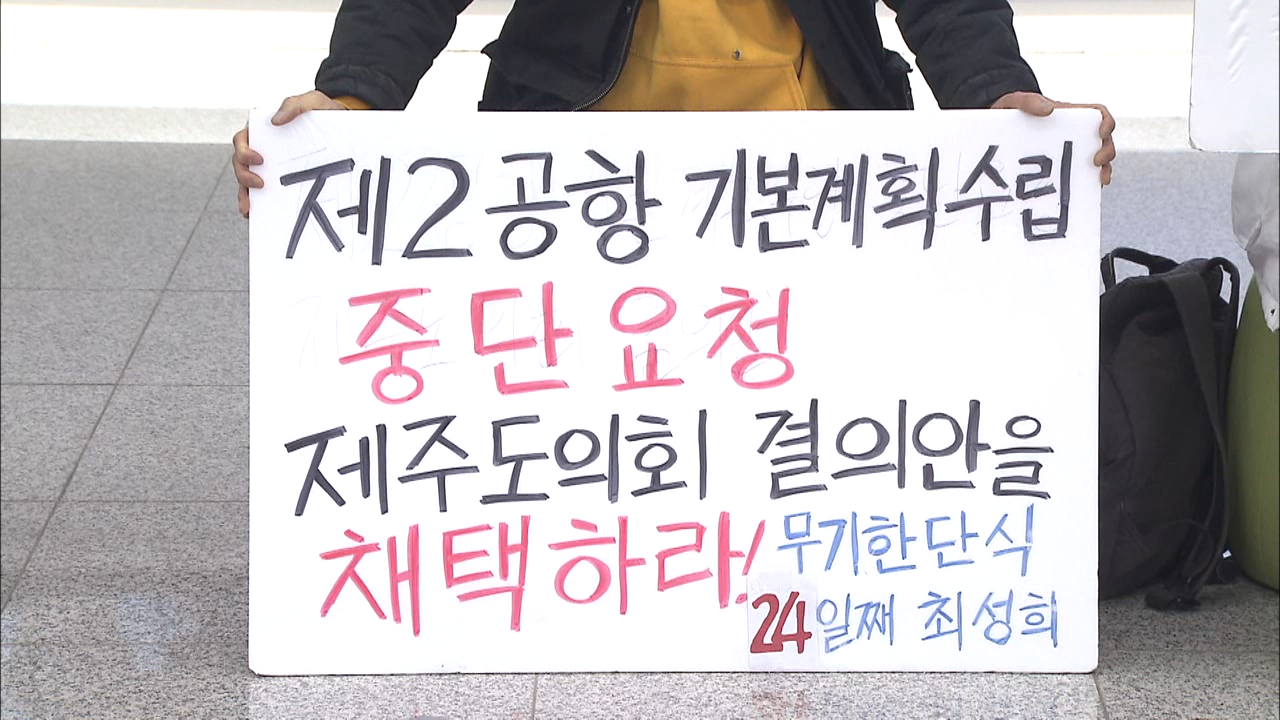 제2공항 기본계획수립
중단요청
제주도의회 결의안을
채택하라!
무기한단식
24일째 최성희